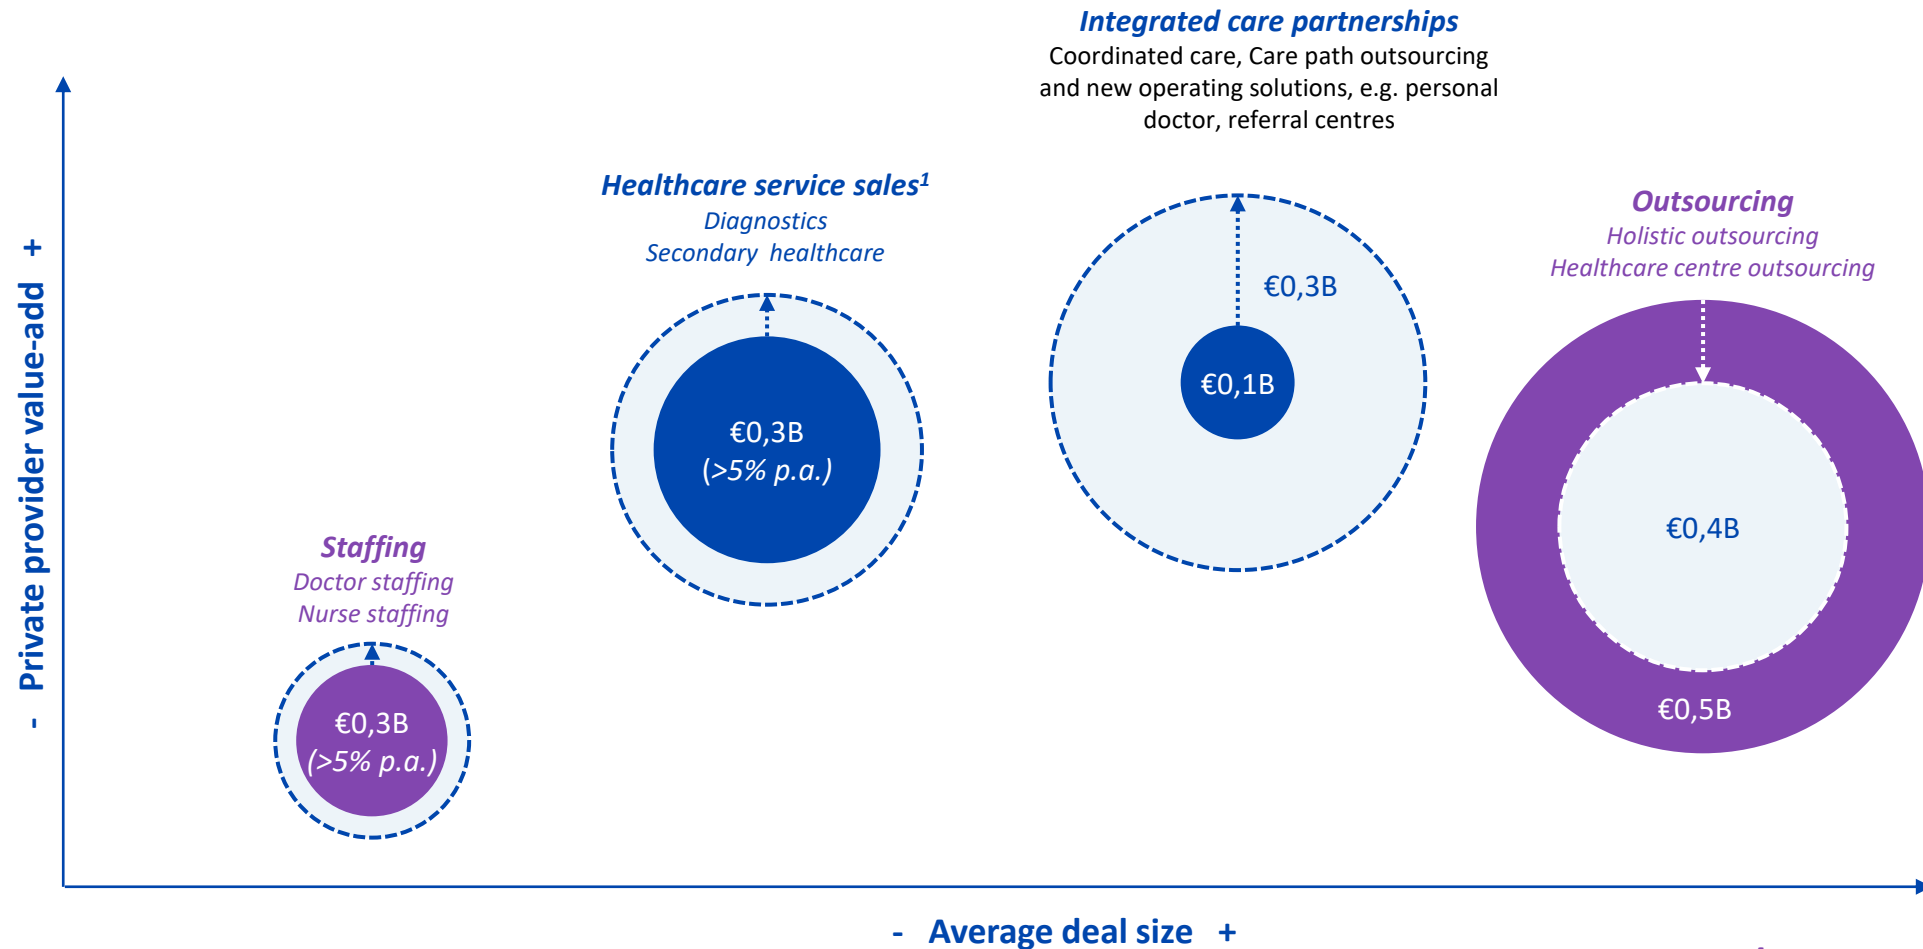 Integrated care partnerships
Coordinated care, Care path outsourcing
and new operating solutions, e.g. personal
doctor, referral centres
Healthcare service sales¹
Diagnostics
Secondary healthcare
Outsourcing
Holistic outsourcing
Healthcare centre outsourcing
€0,3B
€0,1B
€0,3B
(>5% p.a.)
€0,4B
€0,5B
Staffing
Doctor staffing
Nurse staffing
€0,3B
(>5% p.a.)
- Private provider value-add +
- Average deal size +